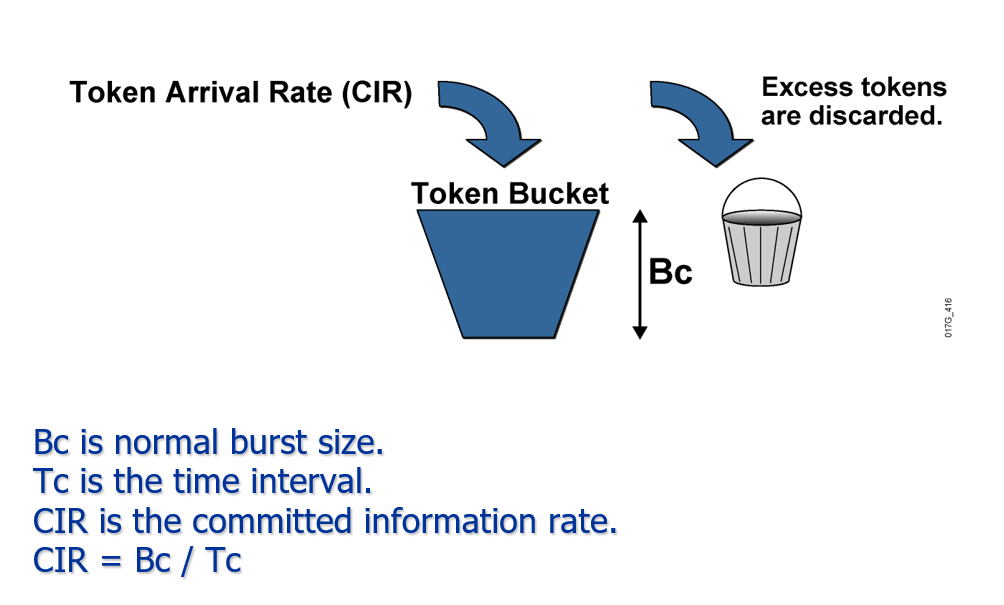 Token Arrival Rate (CIR)
Excess tokens
are discarded.
Token Bucket
Bc
017G_416
Bc is normal burst size.
Tc is the time interval.
CIR is the committed information rate.
CIR = Bc / Tc